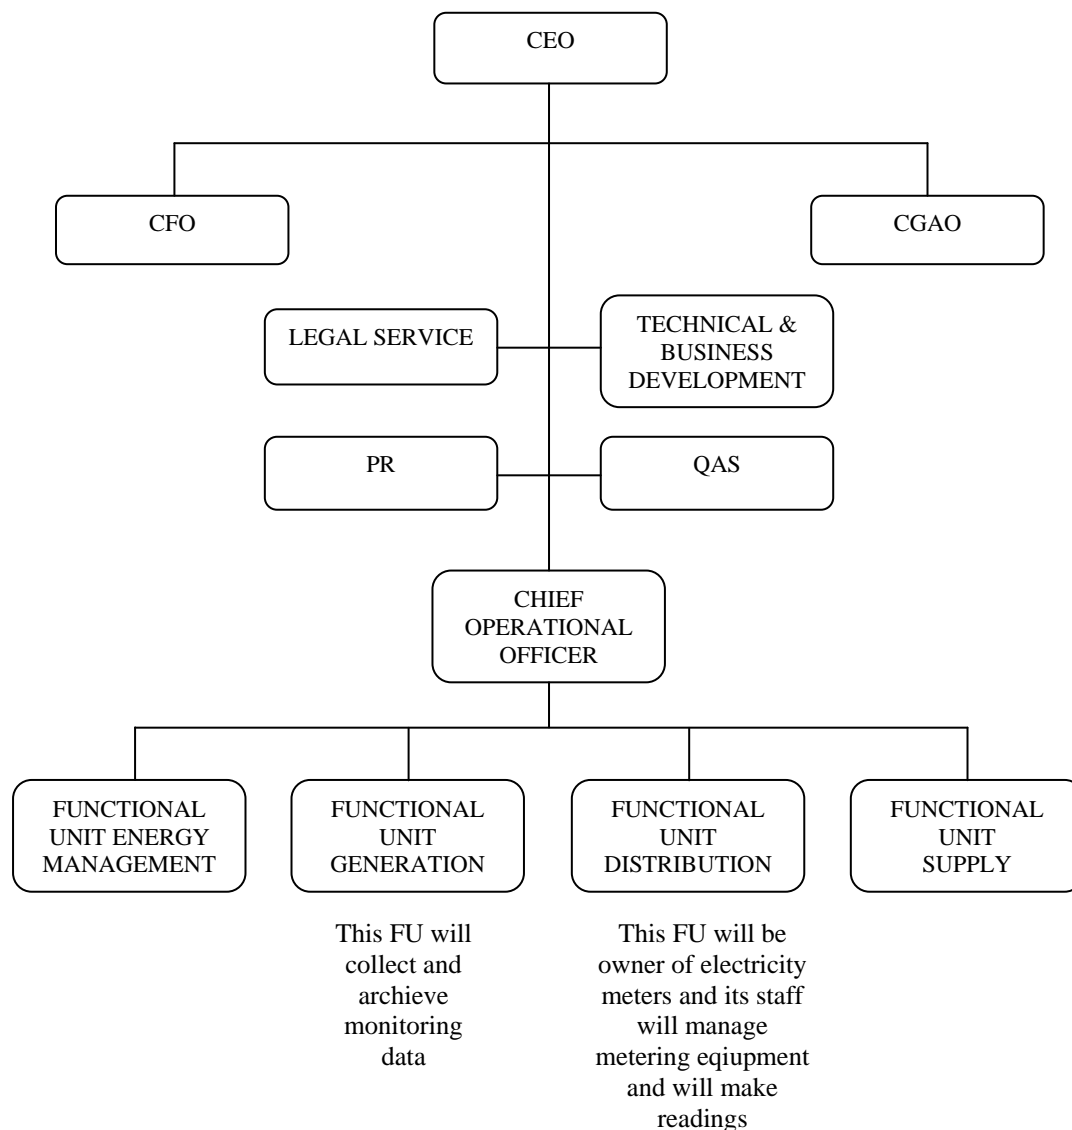 CEO
CFO
CGAO
LEGAL SERVICE
TECHNICAL &
BUSINESS
DEVELOPMENT
PR
QAS
CHIEF
OPERATIONAL
OFFICER
FUNCTIONAL
UNIT ENERGY
MANAGEMENT
FUNCTIONAL
UNIT
GENERATION
FUNCTIONAL
UNIT
DISTRIBUTION
FUNCTIONAL
UNIT
SUPPLY
This FU will
collect and
archieve
monitoring
data
This FU will be
owner of electricity
meters and its staff
will manage
metering eqiupment
and will make
readings